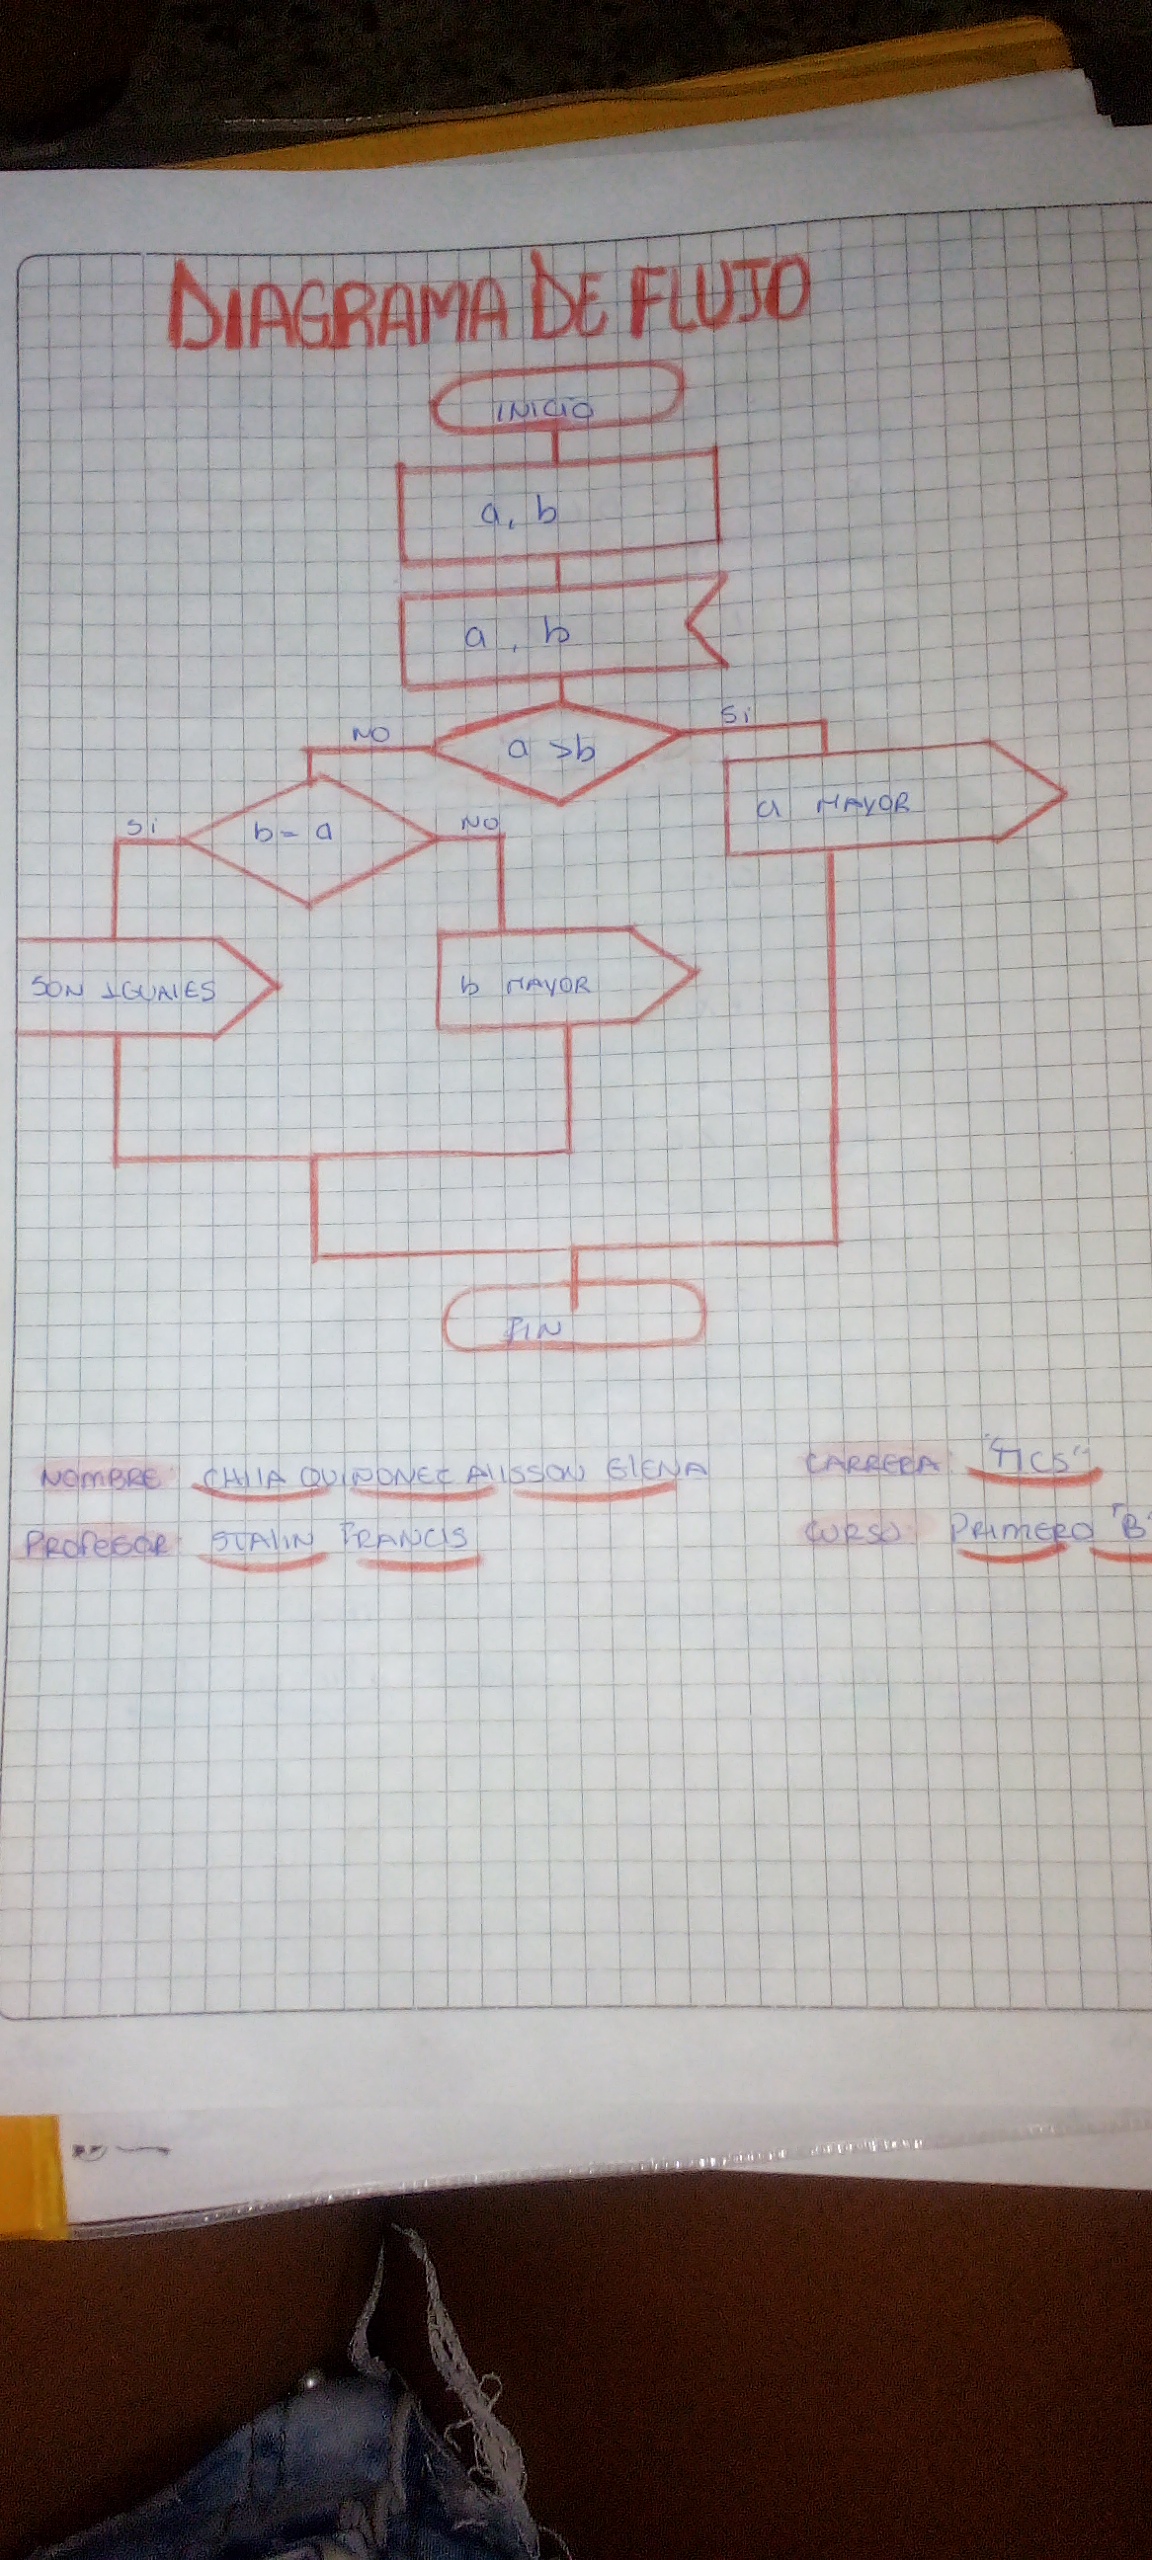 DIAGRAMA DE FLUJO
INICIO
a, b
a, b
NO
a >b
Si
a MAYOR
Si
b = a
NO
SON IGUALES
b MAYOR
FIN
NOMBRE: CHILA QUIÑONEZ ALISSON ELENA
CARRERA: "TICS"
PROFESOR: STALIN FRANCIS
CURSO: PRIMERO "B"